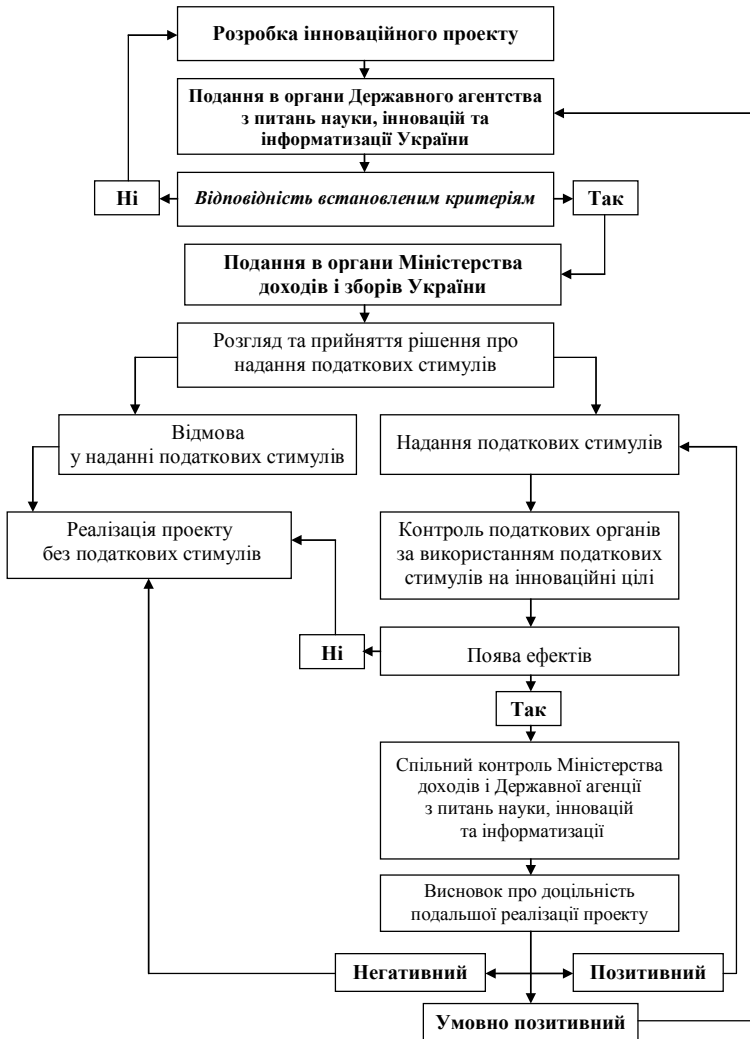 Розробка інноваційного проекту
Подання в органи Державного агентства
з питань науки, інновацій та
інформатизації України
Ні
Відповідність встановленим критеріям
Так
Подання в органи Міністерства
доходів і зборів України
Розгляд та прийняття рішення про
надання податкових стимулів
Відмова
у наданні податкових стимулів
Надання податкових стимулів
Реалізація проекту
без податкових стимулів
Контроль податкових органів
за використанням податкових
стимулів на інноваційні цілі
Ні
Поява ефектів
Так
Спільний контроль Міністерства
доходів і Державної агенції
з питань науки, інновацій
та інформатизації
Висновок про доцільність
подальшої реалізації проекту
Негативний
Позитивний
Умовно позитивний